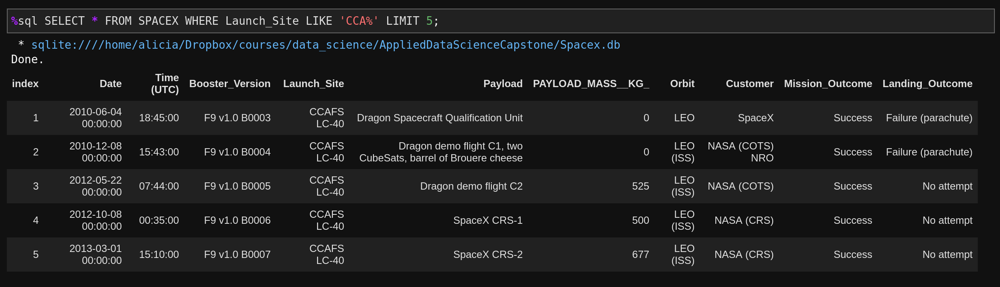 %sql SELECT * FROM SPACEX WHERE Launch_Site LIKE 'CCA%' LIMIT 5;
* sqlite:////home/alicia/Dropbox/courses/data_science/AppliedDataScienceCapstone/Spacex.db
Done.
index Date Time (UTC) Booster_Version Launch_Site Payload PAYLOAD_MASS__KG_ Orbit Customer Mission_Outcome Landing_Outcome
1 2010-06-04 00:00:00 18:45:00 F9 v1.0 B0003 CCAFS LC-40 Dragon Spacecraft Qualification Unit 0 LEO SpaceX Success Failure (parachute)
2 2010-12-08 00:00:00 15:43:00 F9 v1.0 B0004 CCAFS LC-40 Dragon demo flight C1, two CubeSats, barrel of Brouere cheese 0 LEO (ISS) NASA (COTS) NRO Success Failure (parachute)
3 2012-05-22 00:00:00 07:44:00 F9 v1.0 B0005 CCAFS LC-40 Dragon demo flight C2 525 LEO (ISS) NASA (COTS) Success No attempt
4 2012-10-08 00:00:00 00:35:00 F9 v1.0 B0006 CCAFS LC-40 SpaceX CRS-1 500 LEO (ISS) NASA (CRS) Success No attempt
5 2013-03-01 00:00:00 15:10:00 F9 v1.0 B0007 CCAFS LC-40 SpaceX CRS-2 677 LEO (ISS) NASA (CRS) Success No attempt